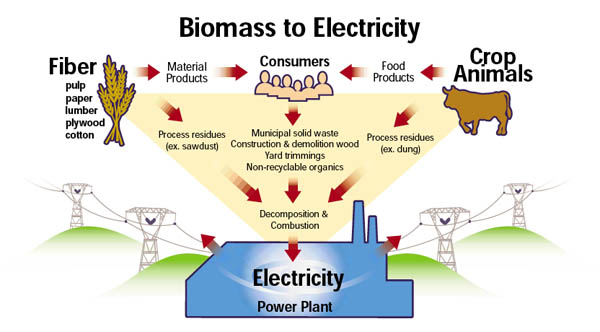 Biomass to Electricity
Fiber
pulp
paper
lumber
plywood
cotton
Material
Products
Consumers
Food
Products
Crop
Animals
Process residues
(ex. sawdust)
Municipal solid waste
Construction & demolition wood
Yard trimmings
Non-recyclable organics
Process residues
(ex. dung)
Decomposition &
Combustion
Electricity
Power Plant